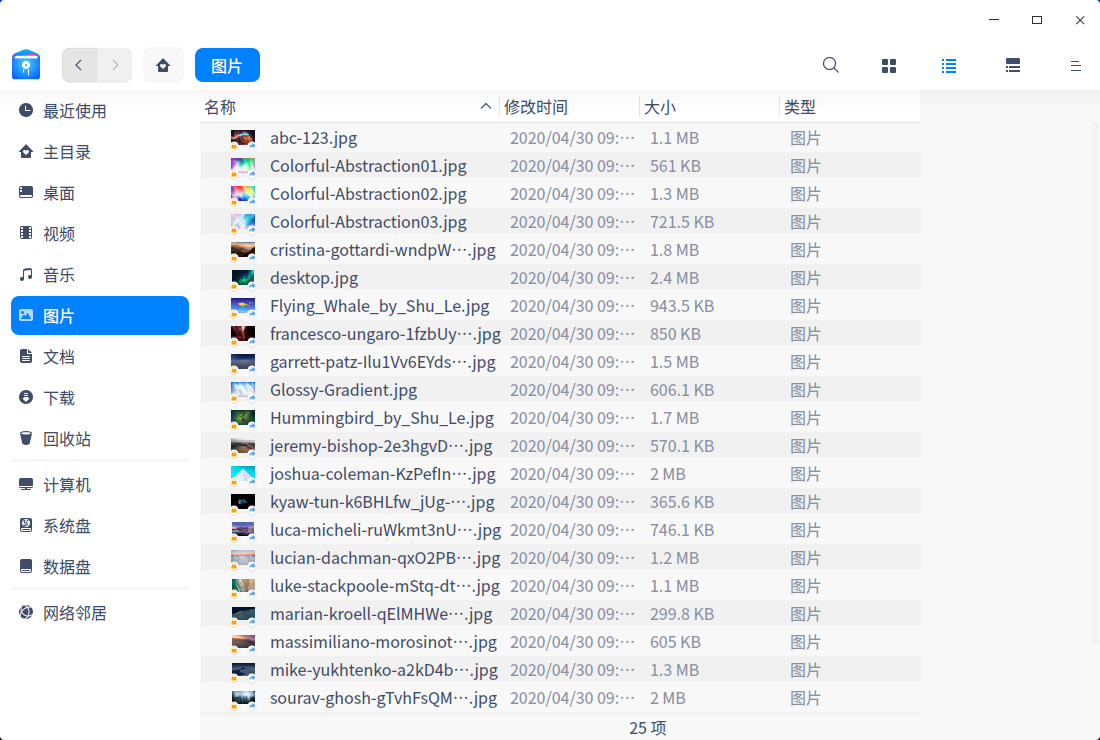 图片
最近使用
主目录
桌面
视频
音乐
图片
文档
下载
回收站
计算机
系统盘
数据盘
网络邻居
名称 修改时间 大小 类型
abc-123.jpg 2020/04/30 09:··· 1.1 MB 图片
Colorful-Abstraction01.jpg 2020/04/30 09:··· 561 KB 图片
Colorful-Abstraction02.jpg 2020/04/30 09:··· 1.3 MB 图片
Colorful-Abstraction03.jpg 2020/04/30 09:··· 721.5 KB 图片
cristina-gottardi-wndpW···.jpg 2020/04/30 09:··· 1.8 MB 图片
desktop.jpg 2020/04/30 09:··· 2.4 MB 图片
Flying_Whale_by_Shu_Le.jpg 2020/04/30 09:··· 943.5 KB 图片
francesco-ungaro-1fzbUy···.jpg 2020/04/30 09:··· 850 KB 图片
garrett-patz-Ilu1Vv6EYds···.jpg 2020/04/30 09:··· 1.5 MB 图片
Glossy-Gradient.jpg 2020/04/30 09:··· 606.1 KB 图片
Hummingbird_by_Shu_Le.jpg 2020/04/30 09:··· 1.7 MB 图片
jeremy-bishop-2e3hgvD···.jpg 2020/04/30 09:··· 570.1 KB 图片
joshua-coleman-KzPefIn···.jpg 2020/04/30 09:··· 2 MB 图片
kyaw-tun-k6BHLfw_jUg-···.jpg 2020/04/30 09:··· 365.6 KB 图片
luca-micheli-ruWkmt3nU···.jpg 2020/04/30 09:··· 746.1 KB 图片
lucian-dachman-qxO2PB···.jpg 2020/04/30 09:··· 1.2 MB 图片
luke-stackpoole-mStq-dt···.jpg 2020/04/30 09:··· 1.1 MB 图片
marian-kroell-qElMHWe···.jpg 2020/04/30 09:··· 299.8 KB 图片
massimiliano-morosinot···.jpg 2020/04/30 09:··· 605 KB 图片
mike-yukhtenko-a2kD4b···.jpg 2020/04/30 09:··· 1.3 MB 图片
sourav-ghosh-gTvhFsQM···.jpg 2020/04/30 09:··· 2 MB 图片
25 项